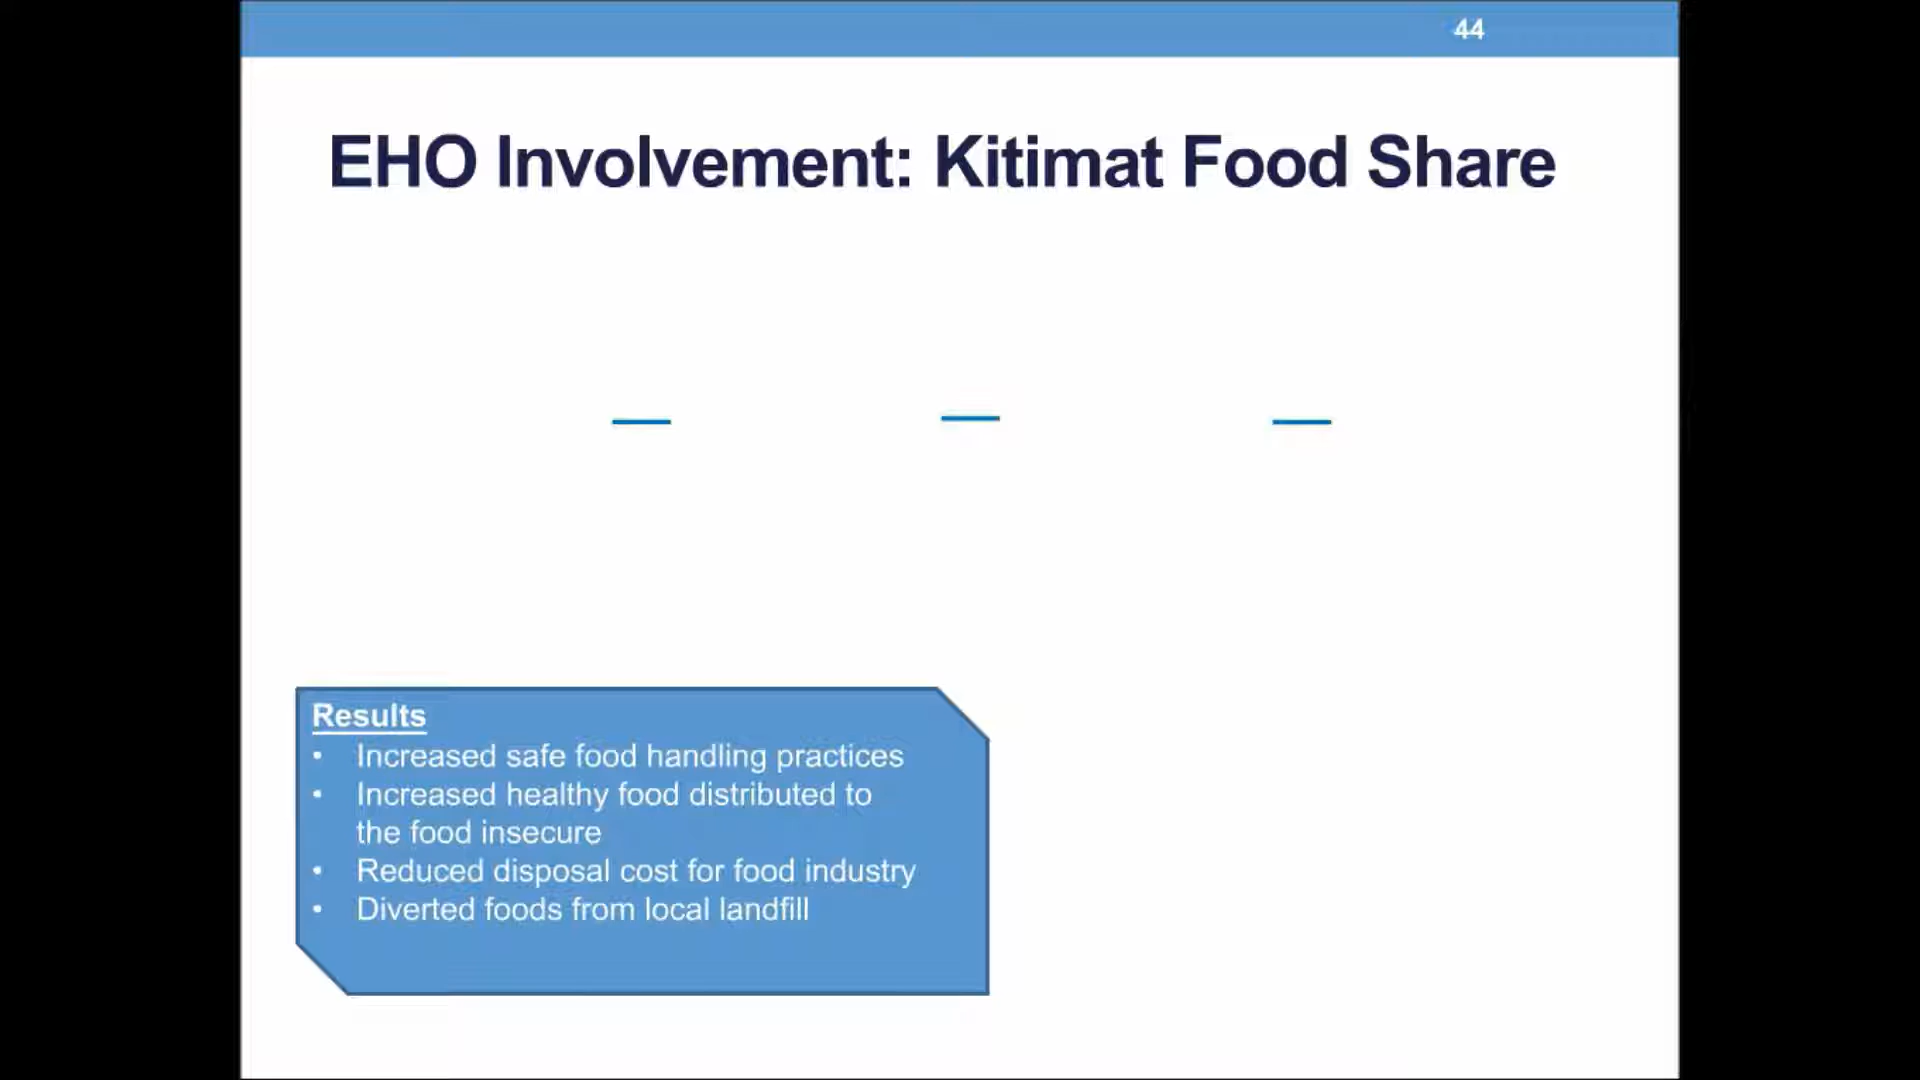 44
EHO Involvement: Kitimat Food Share
Results
• Increased safe food handling practices
• Increased healthy food distributed to
the food insecure
• Reduced disposal cost for food industry
• Diverted foods from local landfill